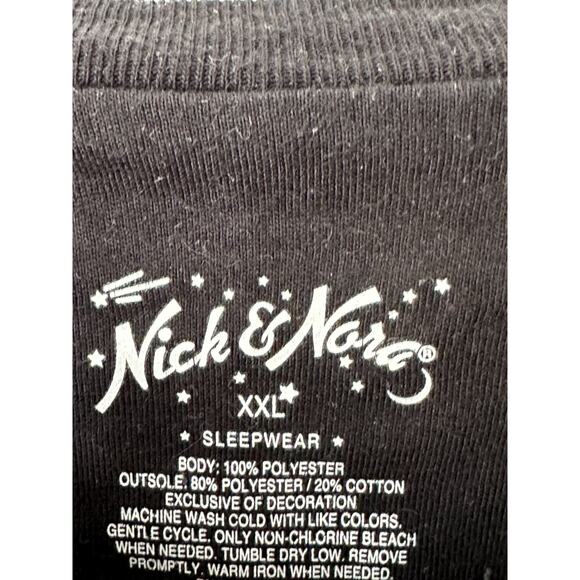 Nick & Nora®
XXL
SLEEPWEAR
BODY: 100% POLYESTER
OUTSOLE. 80% POLYESTER / 20% COTTON
EXCLUSIVE OF DECORATION
MACHINE WASH COLD WITH LIKE COLORS.
GENTLE CYCLE. ONLY NON-CHLORINE BLEACH
WHEN NEEDED. TUMBLE DRY LOW. REMOVE
PROMPTLY. WARM IRON WHEN NEEDED.